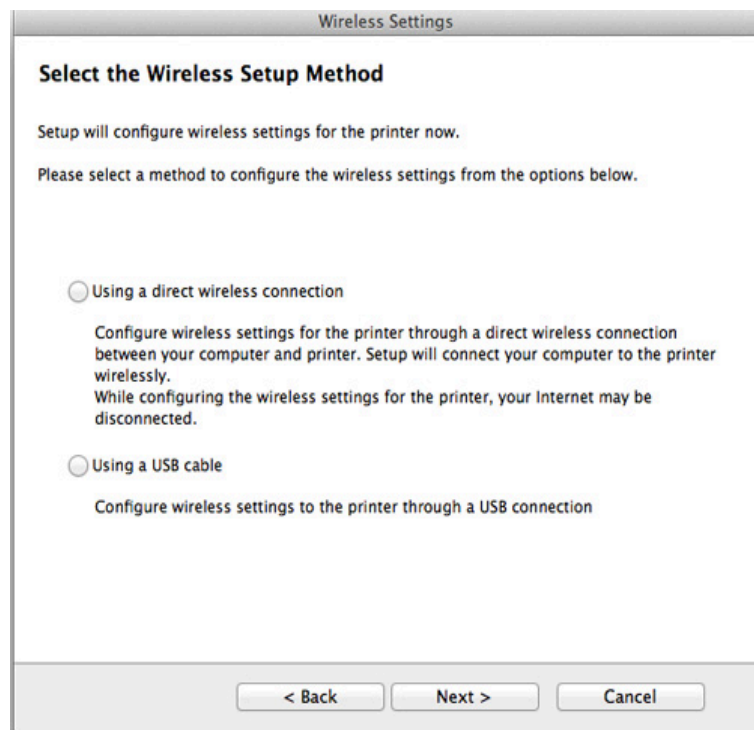 Wireless Settings
Select the Wireless Setup Method
Setup will configure wireless settings for the printer now.
Please select a method to configure the wireless settings from the options below.
Using a direct wireless connection
Configure wireless settings for the printer through a direct wireless connection
between your computer and printer. Setup will connect your computer to the printer
wirelessly.
While configuring the wireless settings for the printer, your Internet may be
disconnected.
Using a USB cable
Configure wireless settings to the printer through a USB connection
< Back Next > Cancel